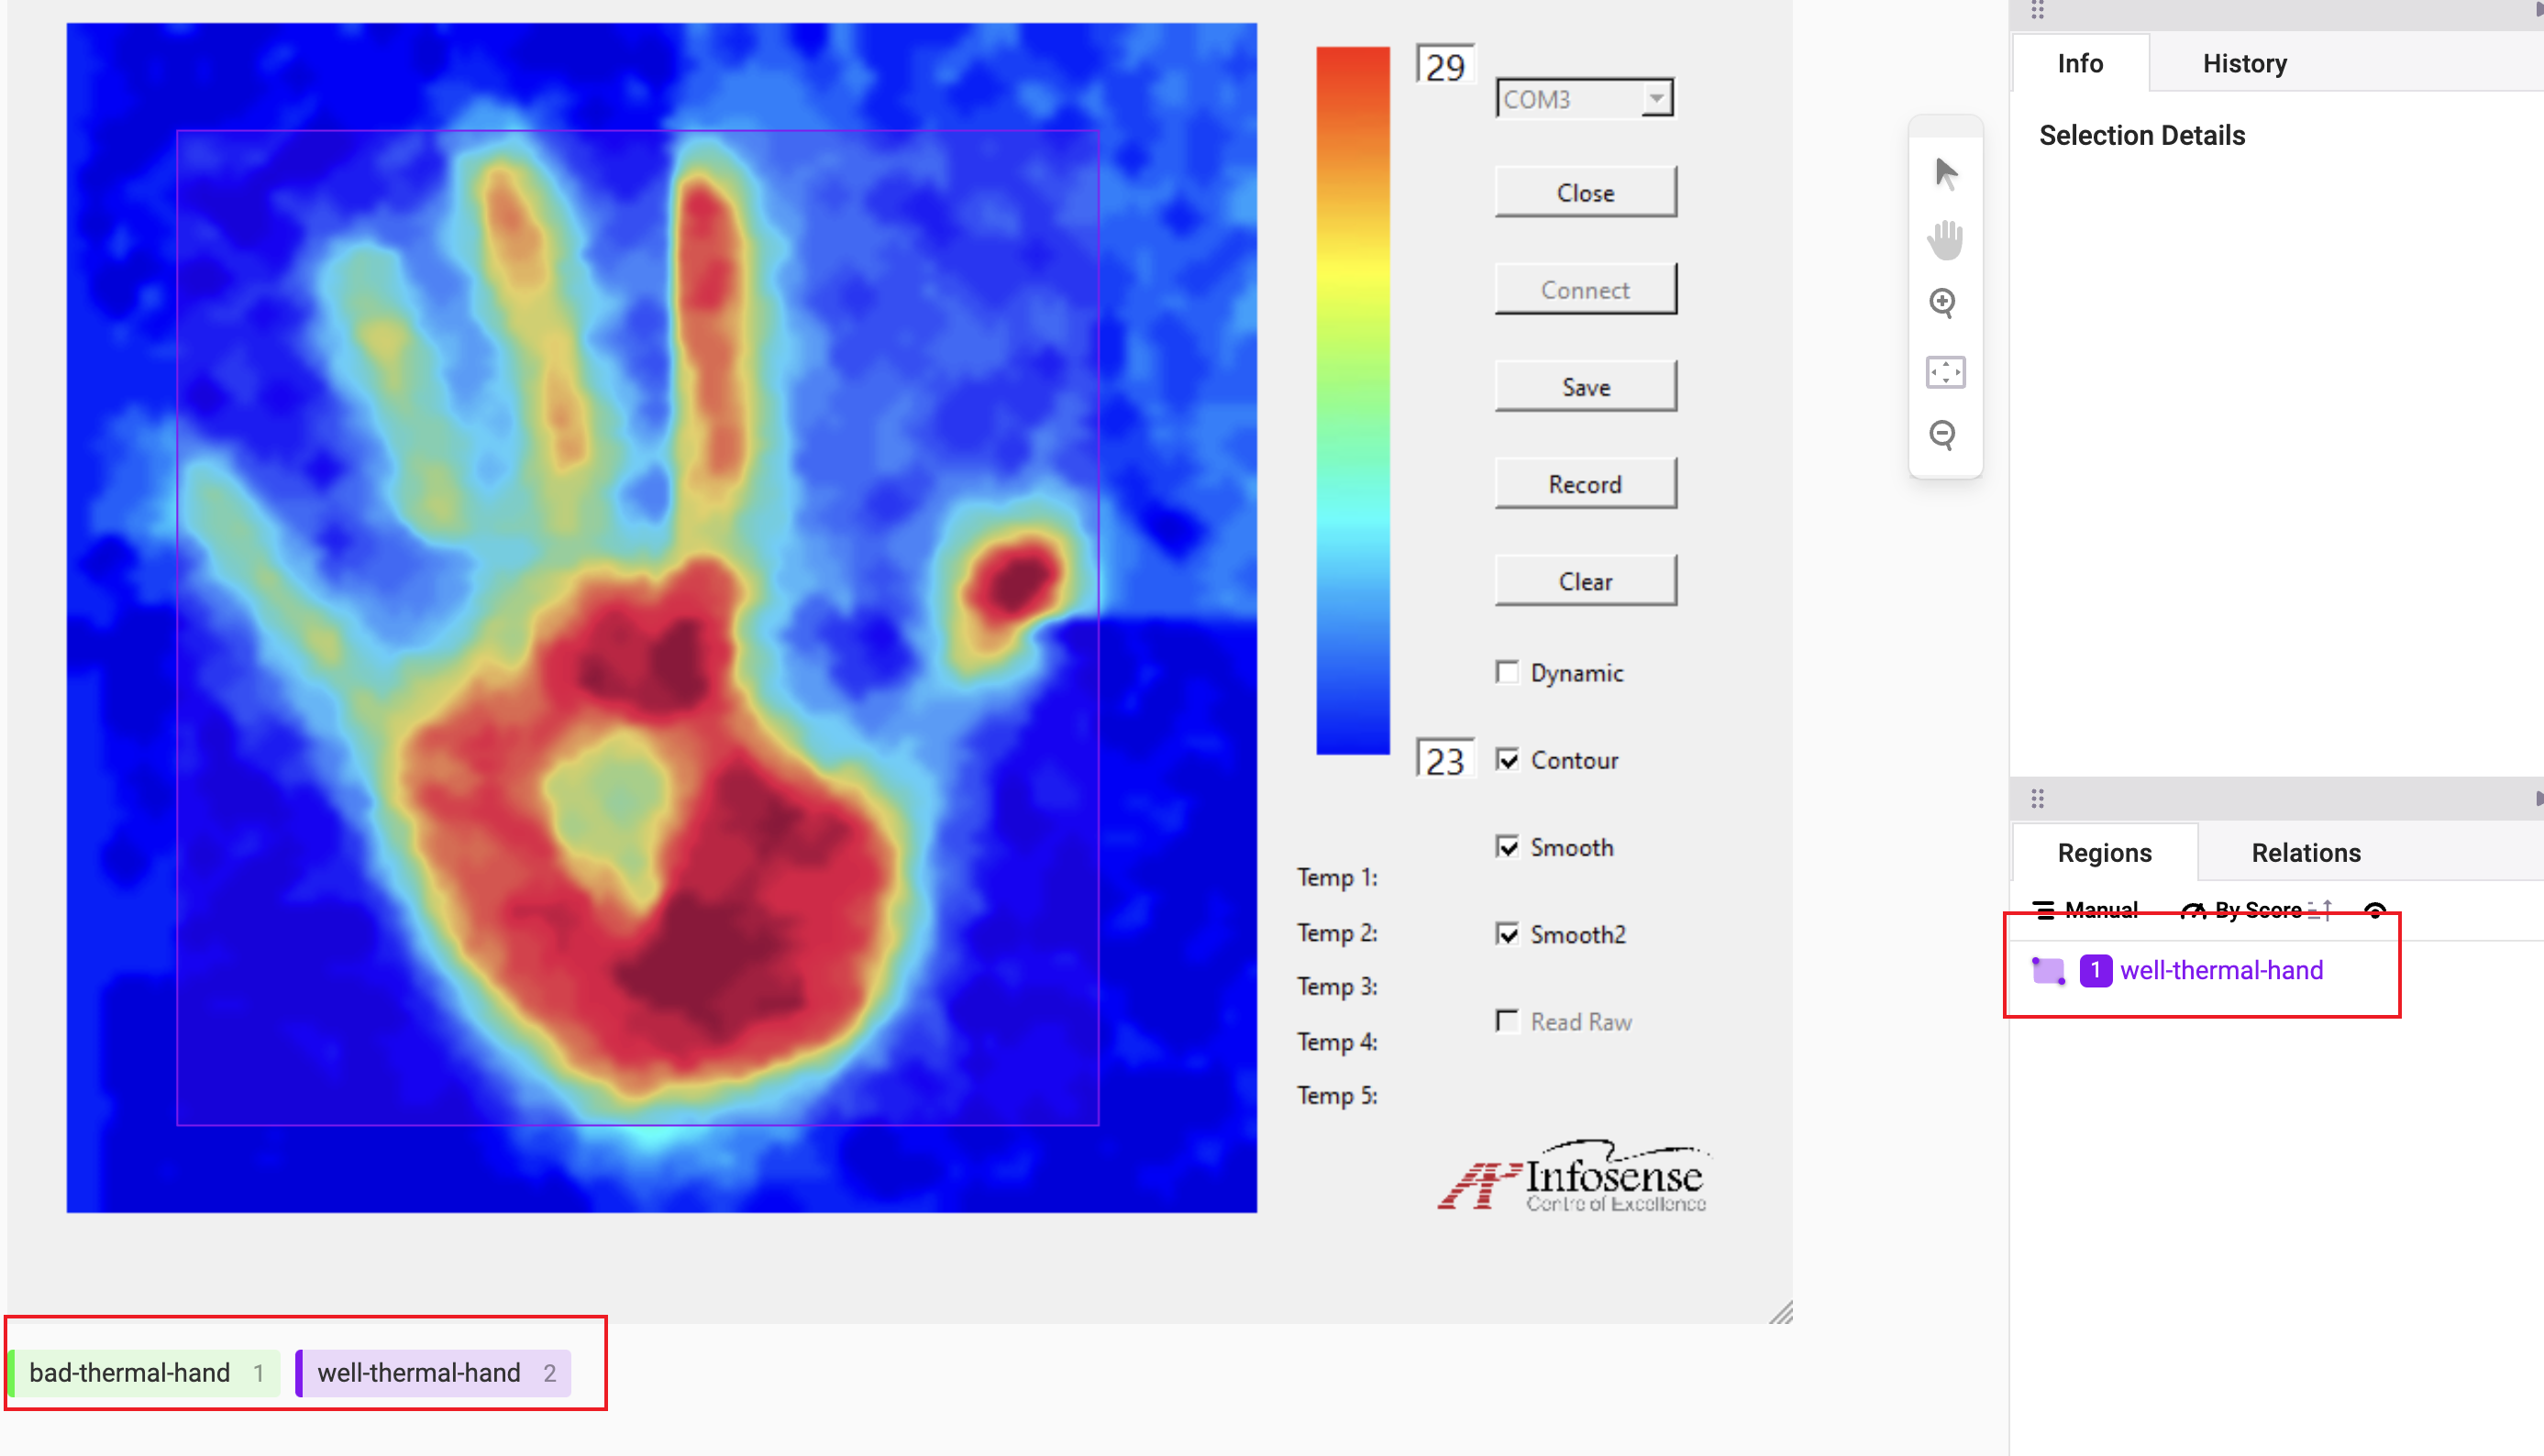 29
COM3
Close
Connect
Save
Record
Clear
Dynamic
23
Contour
Smooth
Smooth2
Read Raw
Temp 1:
Temp 2:
Temp 3:
Temp 4:
Temp 5:
AP Infosense
Centre of Excellence
bad-thermal-hand 1
well-thermal-hand 2
Info History
Selection Details
Regions Relations
Manual By Score
1 well-thermal-hand